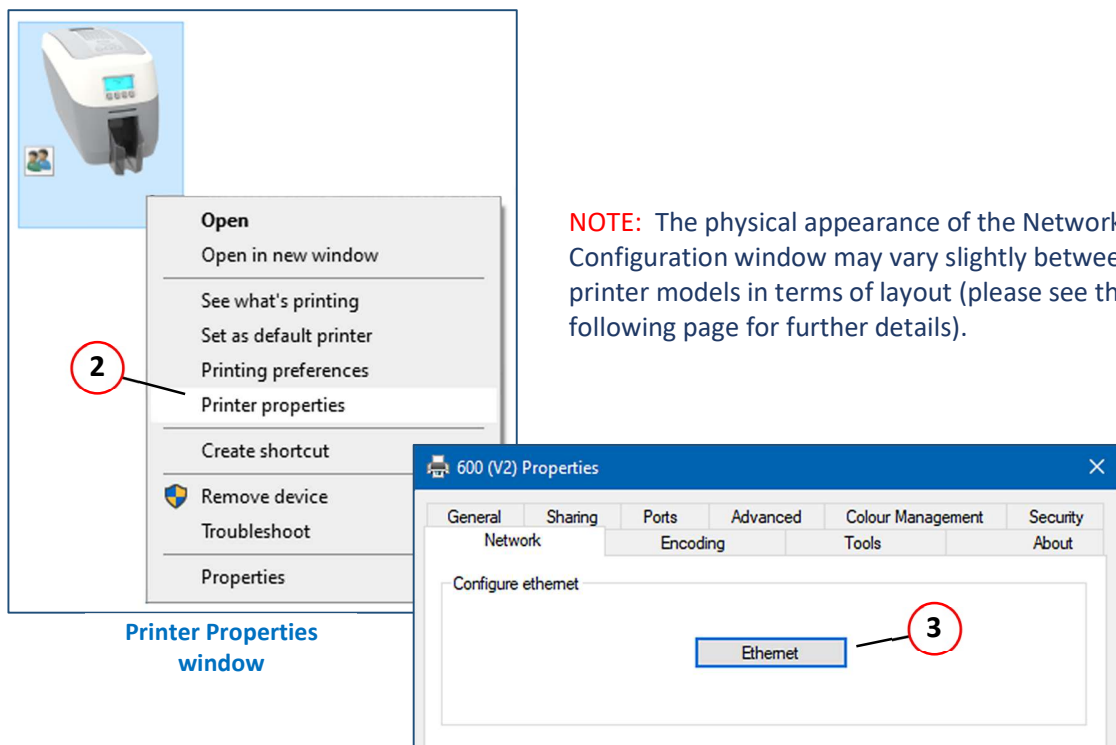 Open
Open in new window
See what's printing
Set as default printer
Printing preferences
2
Printer properties
Create shortcut
Remove device
Troubleshoot
Properties
Printer Properties
window
NOTE: The physical appearance of the Network
Configuration window may vary slightly betwee
printer models in terms of layout (please see th
following page for further details).
600 (V2) Properties
General Sharing Ports Advanced Colour Management Security
Network Encoding Tools About
Configure ethernet
Ethernet
3